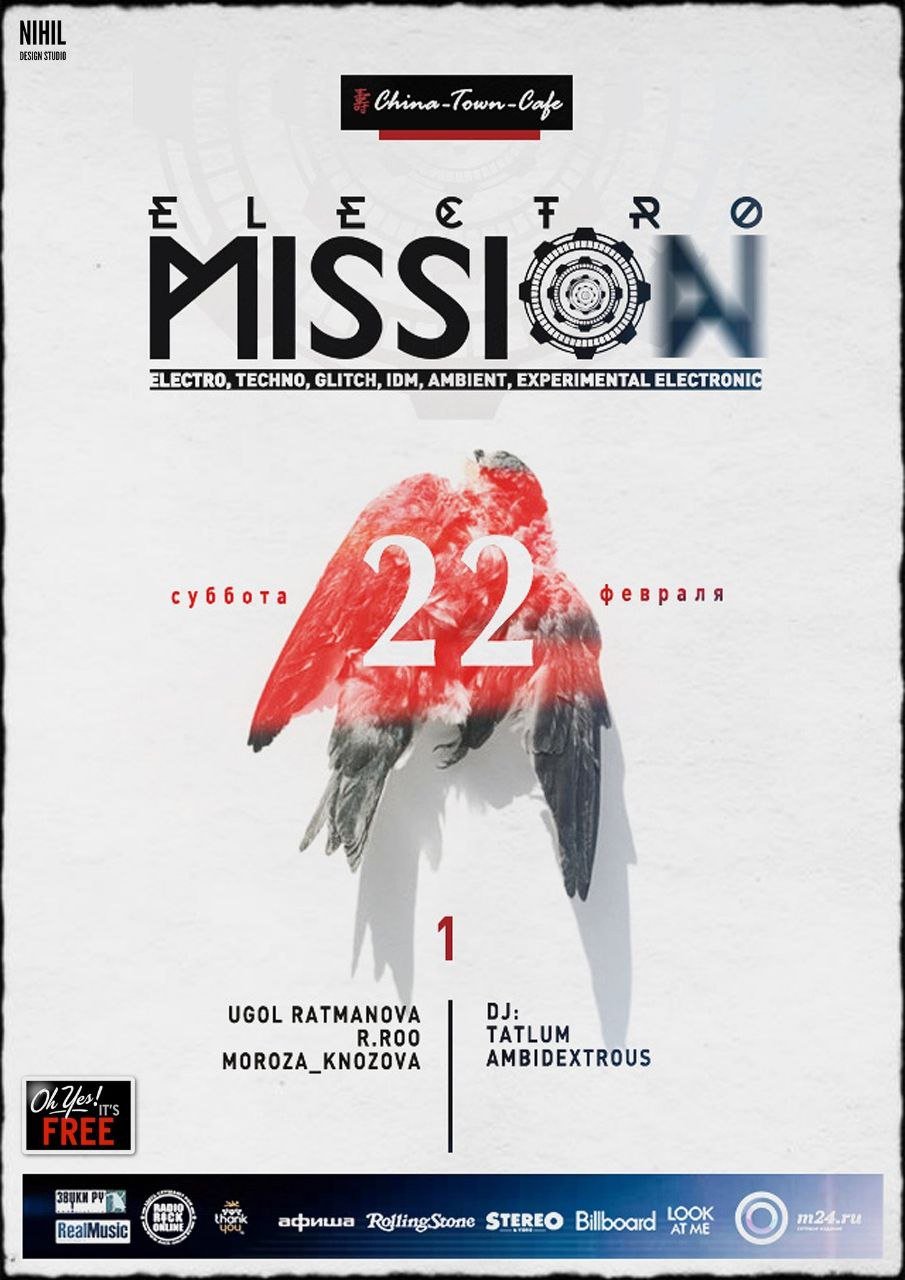 NIHIL
DESIGN STUDIO
China-Town-Cafe
ELECTRO
MISSION
ELECTRO, TECHNO, GLITCH, IDM, AMBIENT, EXPERIMENTAL ELECTRONIC
суббота
22
февраля
1
UGOL RATMANOVA
R.ROO
MOROZA_KNOZOVA
DJ:
TATLUM
AMBIDEXTROUS
Oh Yes!
IT'S
FREE
ЗВУКИ РУ
RealMusic
RADIO
ROCK
ONLINE
thank
you
афиша
RollingStone
STEREO
Billboard
LOOK
AT ME
m24.ru